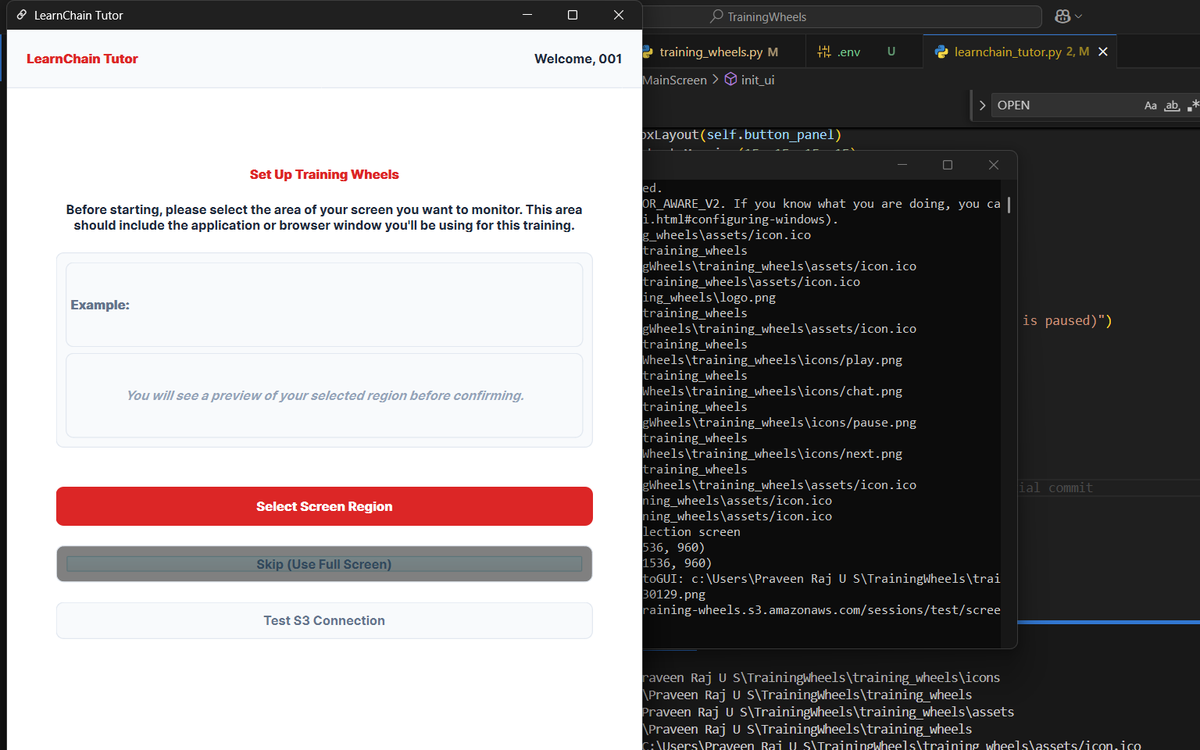 LearnChain Tutor
LearnChain Tutor
Welcome, 001
Set Up Training Wheels
Before starting, please select the area of your screen you want to monitor. This area
should include the application or browser window you'll be using for this training.
Example:
You will see a preview of your selected region before confirming.
Select Screen Region
Skip (Use Full Screen)
Test S3 Connection
TrainingWheels
training_wheels.py M
.env U
learnchain_tutor.py 2, M
MainScreen > init_ui
OPEN
Aa ab
oxLayout(self.button_panel)
ed.
OR_AWARE_V2. If you know what you are doing, you ca
i.html#configuring-windows).
g_wheels\assets/icon.ico
training_wheels
gWheels\training_wheels\assets/icon.ico
training_wheels\assets/icon.ico
ing_wheels\logo.png
training_wheels
gWheels\training_wheels\assets/icon.ico
training_wheels
Wheels\training_wheels\icons/play.png
training_wheels
Wheels\training_wheels\icons/chat.png
training_wheels
gWheels\training_wheels\icons/pause.png
training_wheels
Wheels\training_wheels\icons/next.png
training_wheels
gWheels\training_wheels\assets/icon.ico
ning_wheels\assets/icon.ico
ning_wheels\assets/icon.ico
lection screen
536, 960)
1536, 960)
toGUI: c:\Users\Praveen Raj U S\TrainingWheels\trai
30129.png
raining-wheels.s3.amazonaws.com/sessions/test/scree
is paused)")
ial commit
raveen Raj U S\TrainingWheels\training_wheels\icons
\Praveen Raj U S\TrainingWheels\training_wheels
Praveen Raj U S\TrainingWheels\training_wheels\assets
\Praveen Raj U S\TrainingWheels\training_wheels
C:\Users\Praveen Raj U S\TrainingWheels\training_wheels\assets/icon.ico